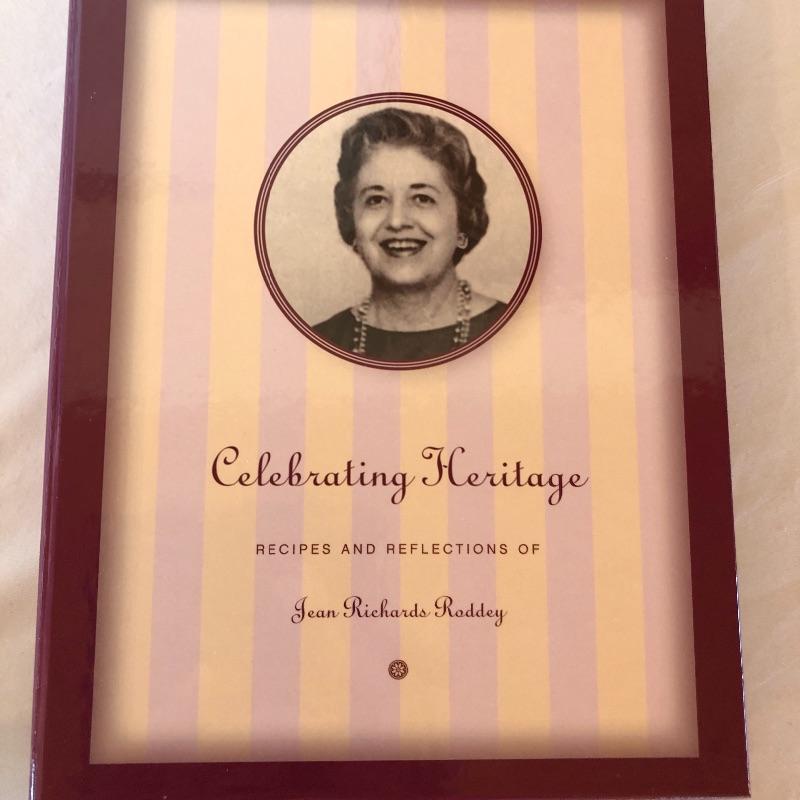 Celebrating Heritage
RECIPES AND REFLECTIONS OF
Jean Richards Roddey